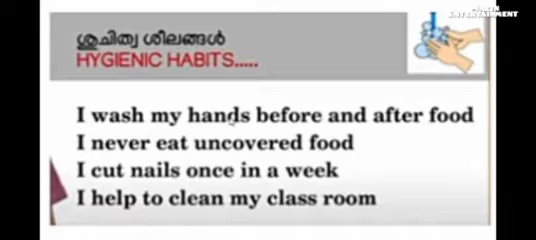 ENTERTAINMENT
ശുചിത്വ ശീലങ്ങൾ
HYGIENIC HABITS.....
I wash my hands before and after food
I never eat uncovered food
I cut nails once in a week
I help to clean my class room